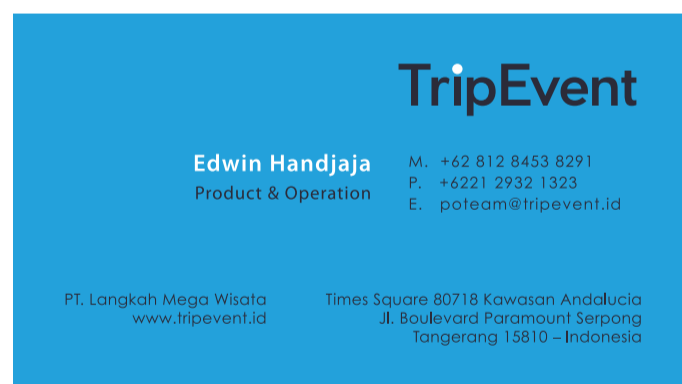 TripEvent
Edwin Handjaja
Product & Operation
M. +62 812 8453 8291
P. +6221 2932 1323
E. poteam@tripevent.id
PT. Langkah Mega Wisata
www.tripevent.id
Times Square 80718 Kawasan Andalucia
Jl. Boulevard Paramount Serpong
Tangerang 15810 – Indonesia